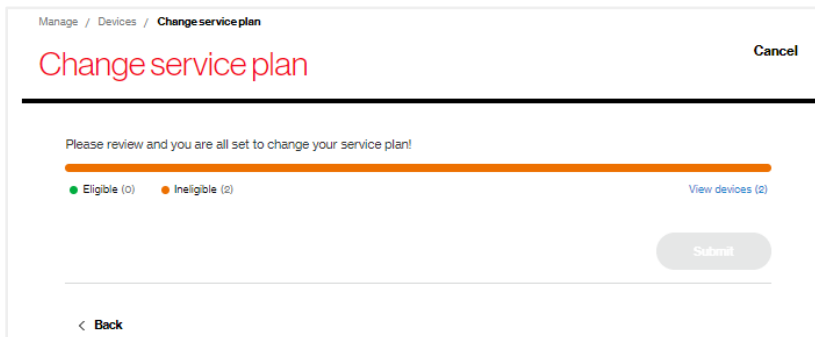 Manage / Devices / Change service plan
Cancel
Change service plan
Please review and you are all set to change your service plan!
Eligible (0) Ineligible (2) View devices (2)
Submit
< Back